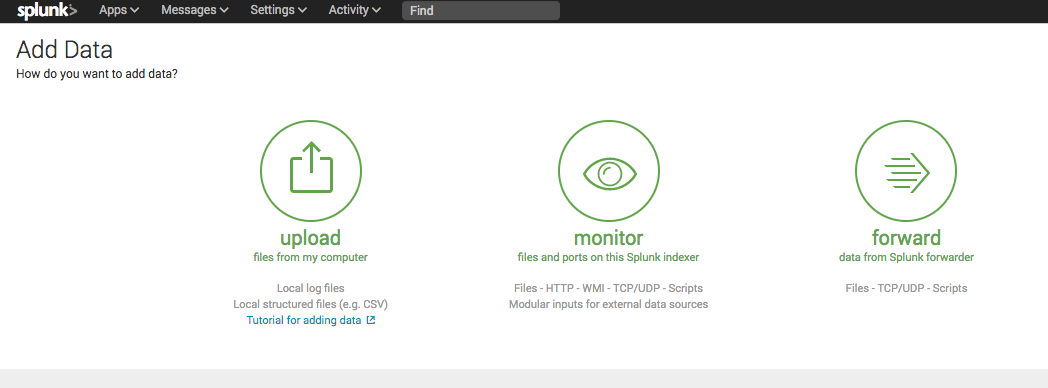 splunk>
Apps Messages Settings Activity Find
Add Data
How do you want to add data?
upload
files from my computer
Local log files
Local structured files (e.g. CSV)
Tutorial for adding data
monitor
files and ports on this Splunk indexer
Files - HTTP - WMI - TCP/UDP - Scripts
Modular inputs for external data sources
forward
data from Splunk forwarder
Files - TCP/UDP - Scripts